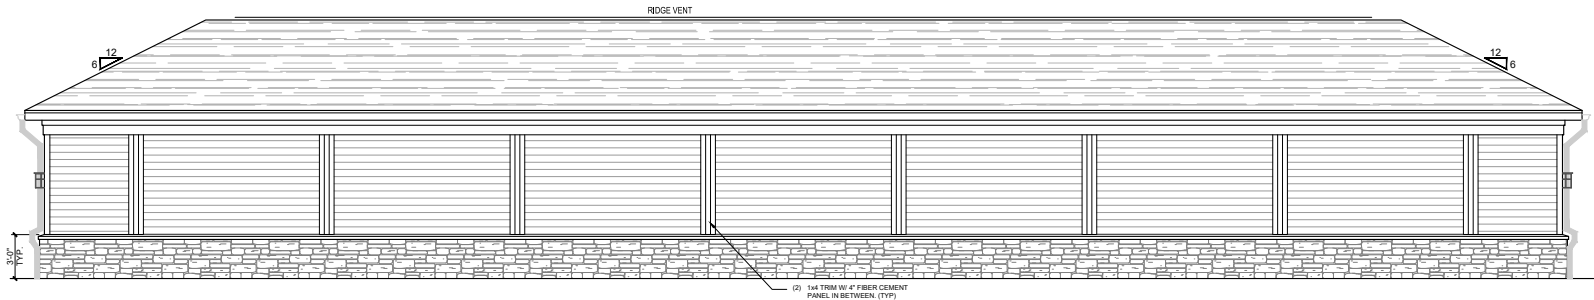 RIDGE VENT
12
6
12
6
3'-0"
TYP.
(2) 1x4 TRIM W/ 4" FIBER CEMENT
PANEL IN BETWEEN. (TYP)